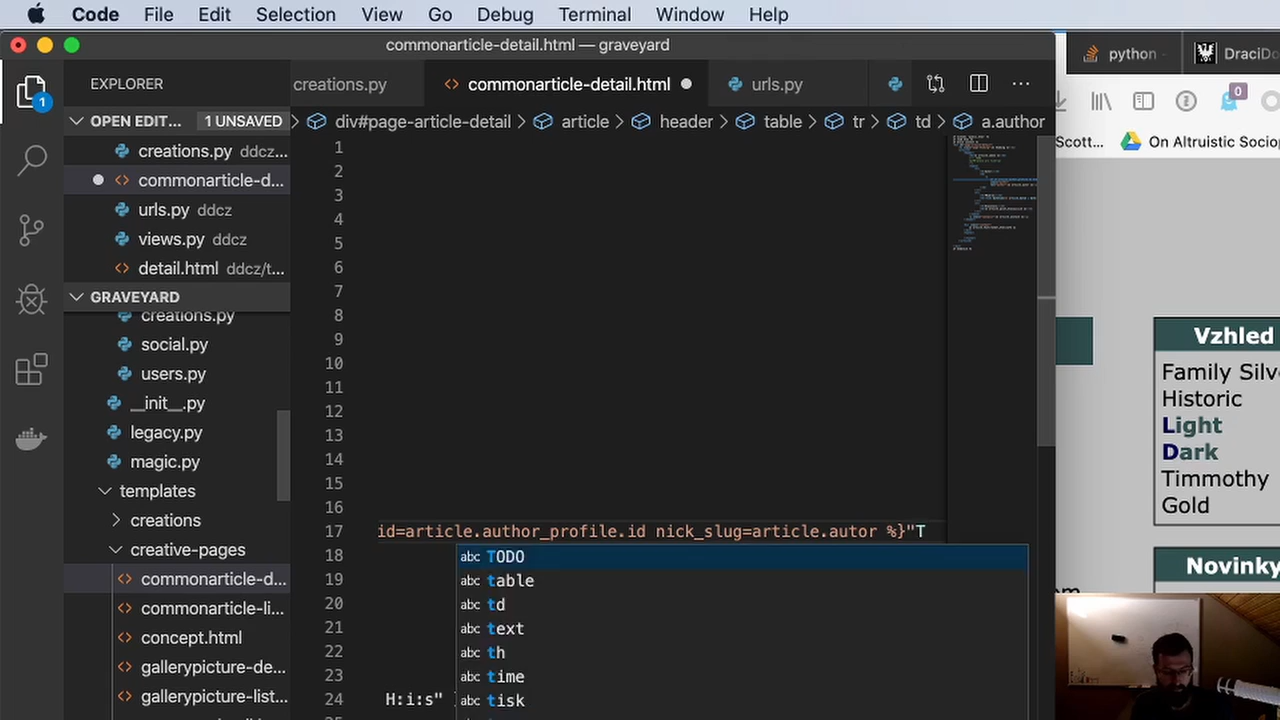 Code File Edit Selection View Go Debug Terminal Window Help
commonarticle-detail.html — graveyard
python
DraciDo
EXPLORER
creations.py
commonarticle-detail.html
urls.py
1
0
OPEN EDIT... 1 UNSAVED
div#page-article-detail article header table tr td a.author
Scott...
On Altruistic Sociop
creations.py ddcz...
commonarticle-d...
urls.py ddcz
views.py ddcz
detail.html ddcz/t...
GRAVEYARD
creations.py
social.py
users.py
__init__.py
legacy.py
magic.py
templates
creations
creative-pages
commonarticle-d...
commonarticle-li...
concept.html
gallerypicture-de...
gallerypicture-list...
1
2
3
4
5
6
7
8
9
10
11
12
13
14
15
16
17 id=article.author_profile.id nick_slug=article.autor %}"T
18
19
20
21
22
23
24 H:i:s"
abc TODO
abc table
abc td
abc text
abc th
abc time
abc tisk
Vzhled
Family Silve
Historic
Light
Dark
Timmothy
Gold
Novinky